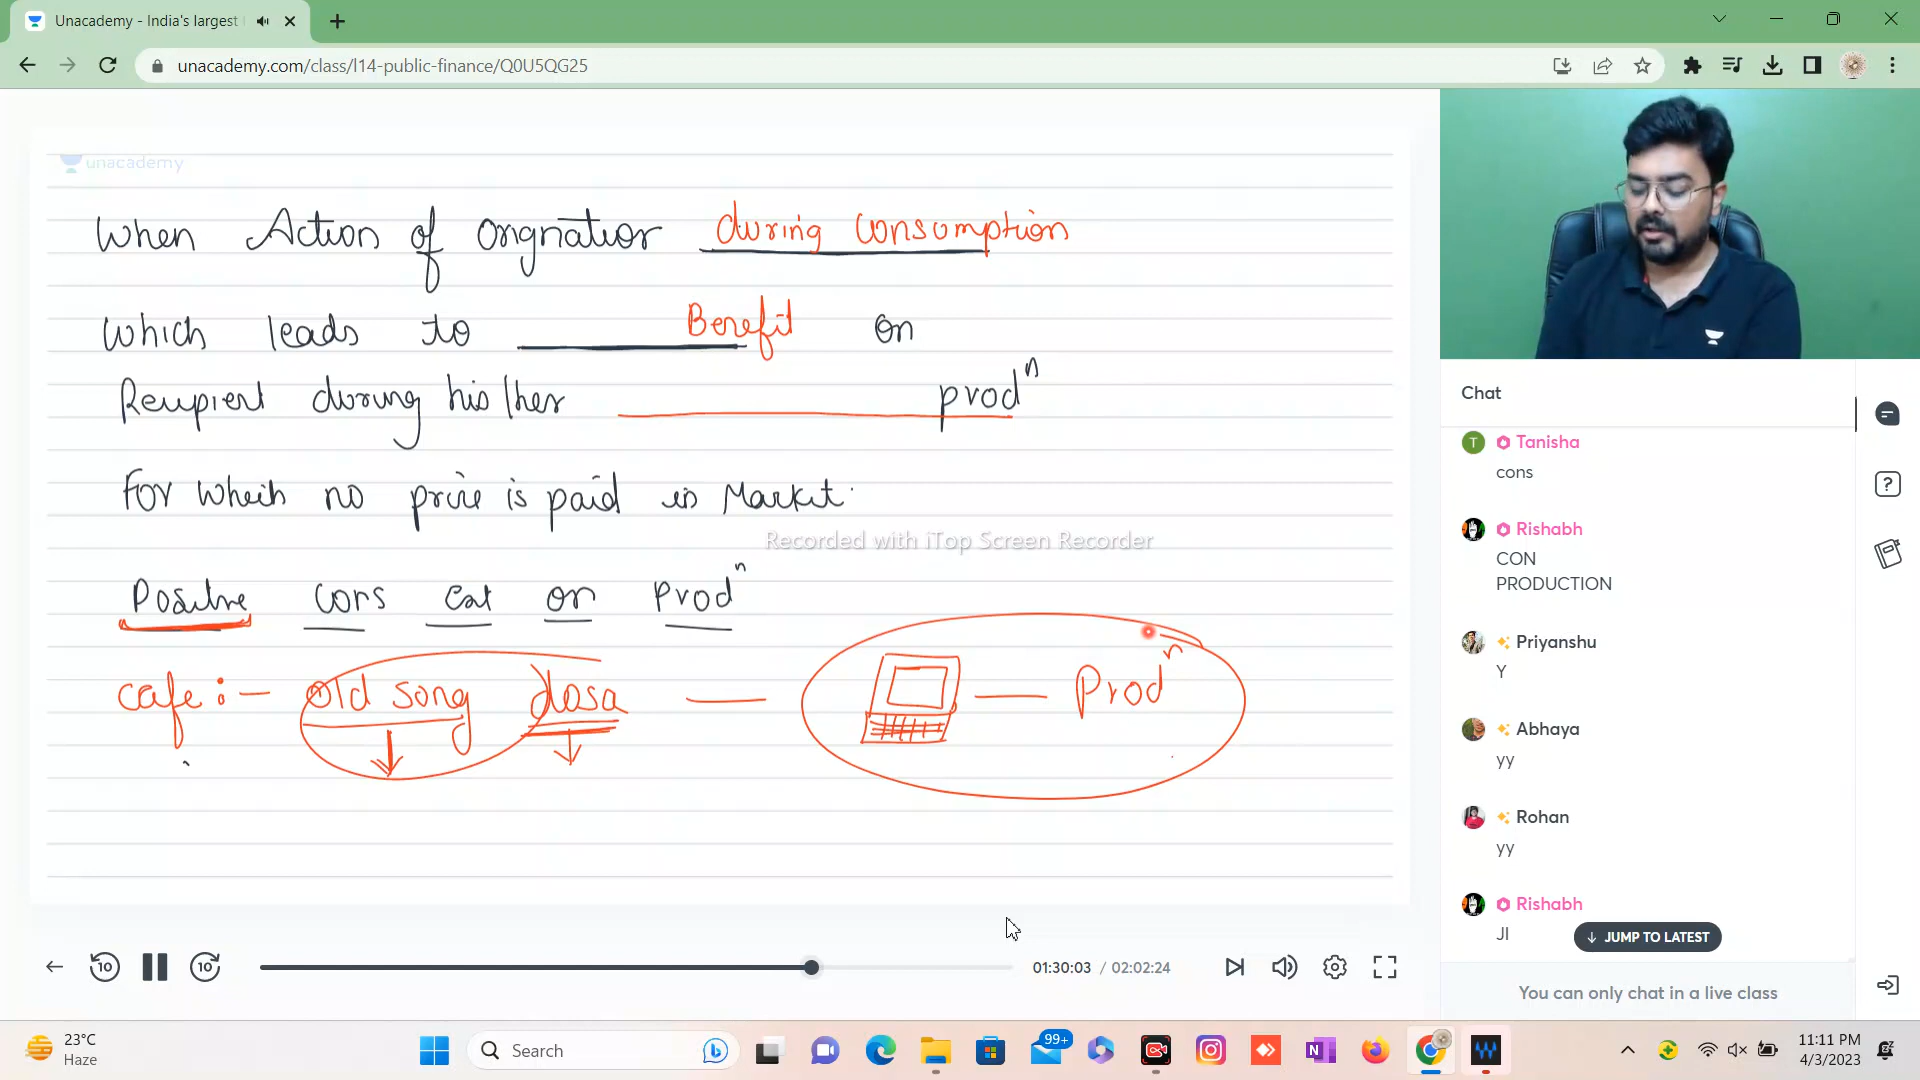 Unacademy - India's largest
unacademy.com/class/l14-public-finance/Q0U5QG25
unacademy
When Action of Orignatior during Consumption
Which leads to Benefit on
Recipient during his/her prodⁿ
For which no price is paid in Market.
Recorded with iTop Screen Recorder
Positive Cons Ext on Prodⁿ
Cafe :- old song dosa — Prodⁿ
10
10
01:30:03 / 02:02:24
Chat
T
Tanisha
cons
Rishabh
CON
PRODUCTION
Priyanshu
Y
Abhaya
yy
Rohan
yy
Rishabh
JI
JUMP TO LATEST
You can only chat in a live class
23°C
Haze
Search
99+
11:11 PM
4/3/2023